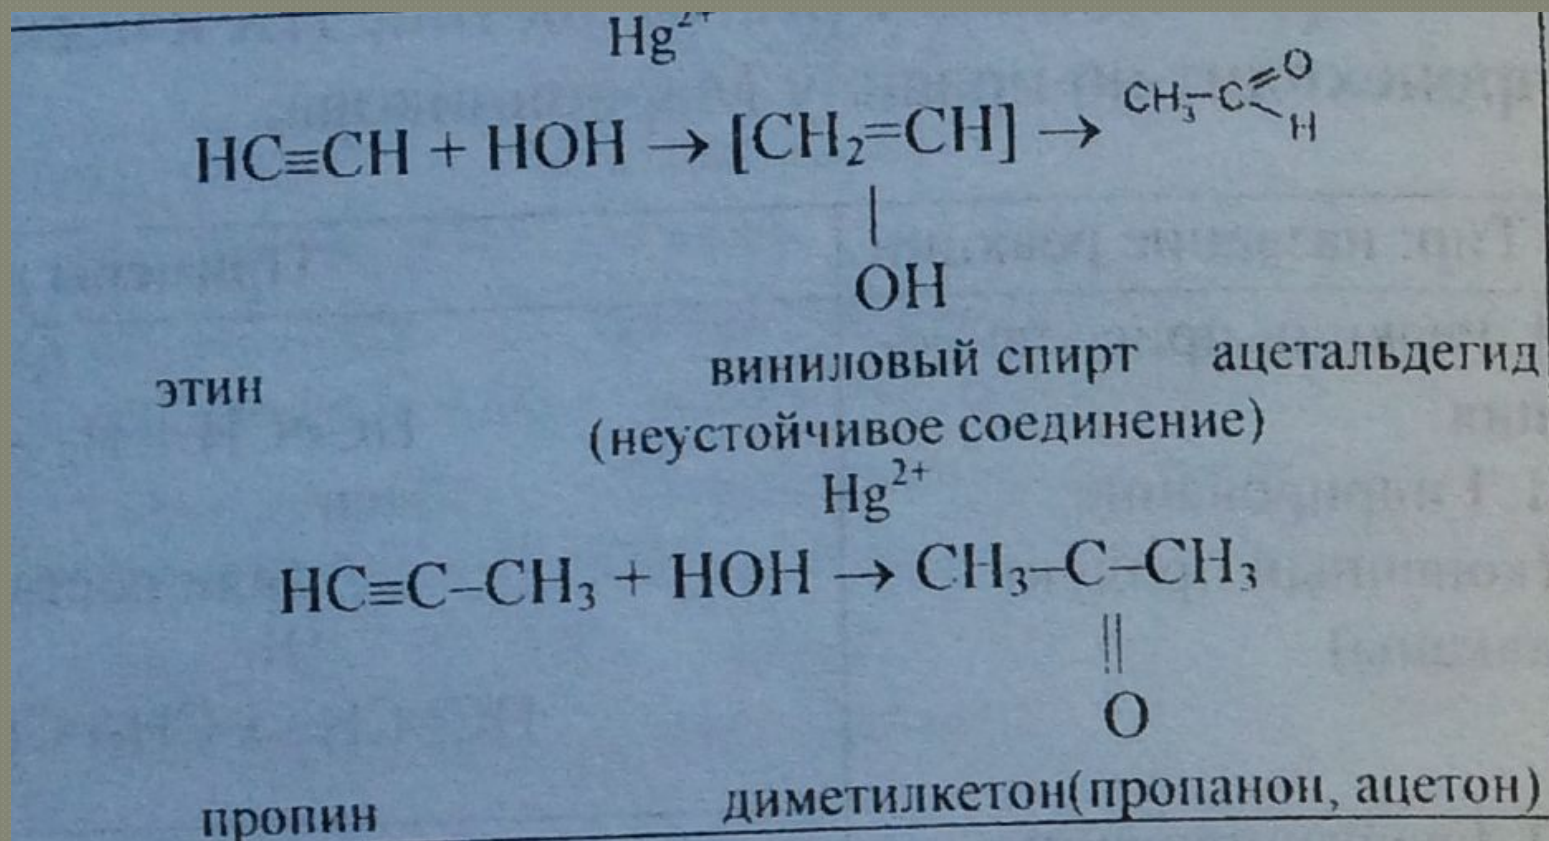 Hg²⁺
HC≡CH + HOH → [CH₂=CH] → CH₃–C
=O
H
|
OH
этин виниловый спирт ацетальдегид
(неустойчивое соединение)
Hg²⁺
HC≡C–CH₃ + HOH → CH₃–C–CH₃
||
O
пропин диметилкетон(пропанон, ацетон)